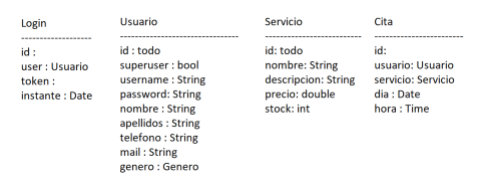 Login
id :
user : Usuario
token :
instante : Date
Usuario
id : todo
superuser : bool
username : String
password: String
nombre : String
apellidos : String
telefono : String
mail : String
genero : Genero
Servicio
id: todo
nombre: String
descripcion: String
precio: double
stock: int
Cita
id:
usuario: Usuario
servicio: Servicio
dia : Date
hora : Time